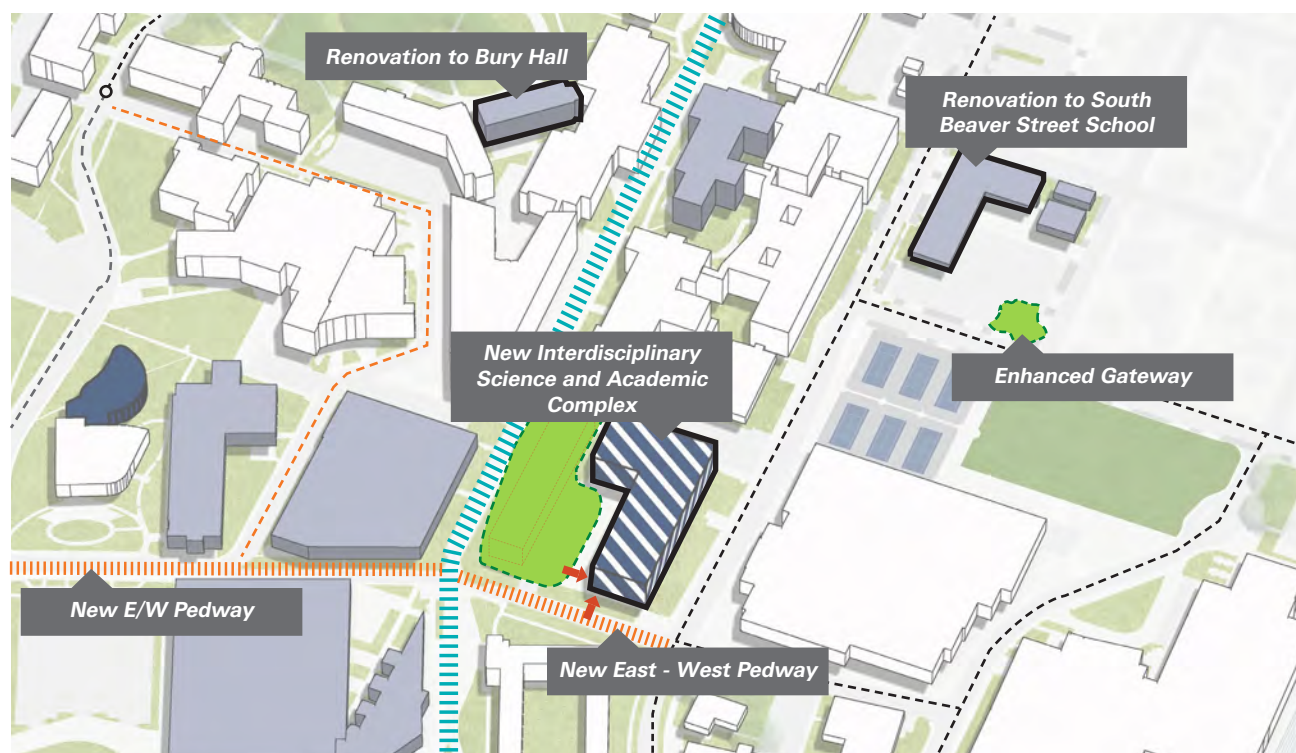 Renovation to Bury Hall
Renovation to South
Beaver Street School
New Interdisciplinary
Science and Academic
Complex
Enhanced Gateway
New E/W Pedway
New East - West Pedway